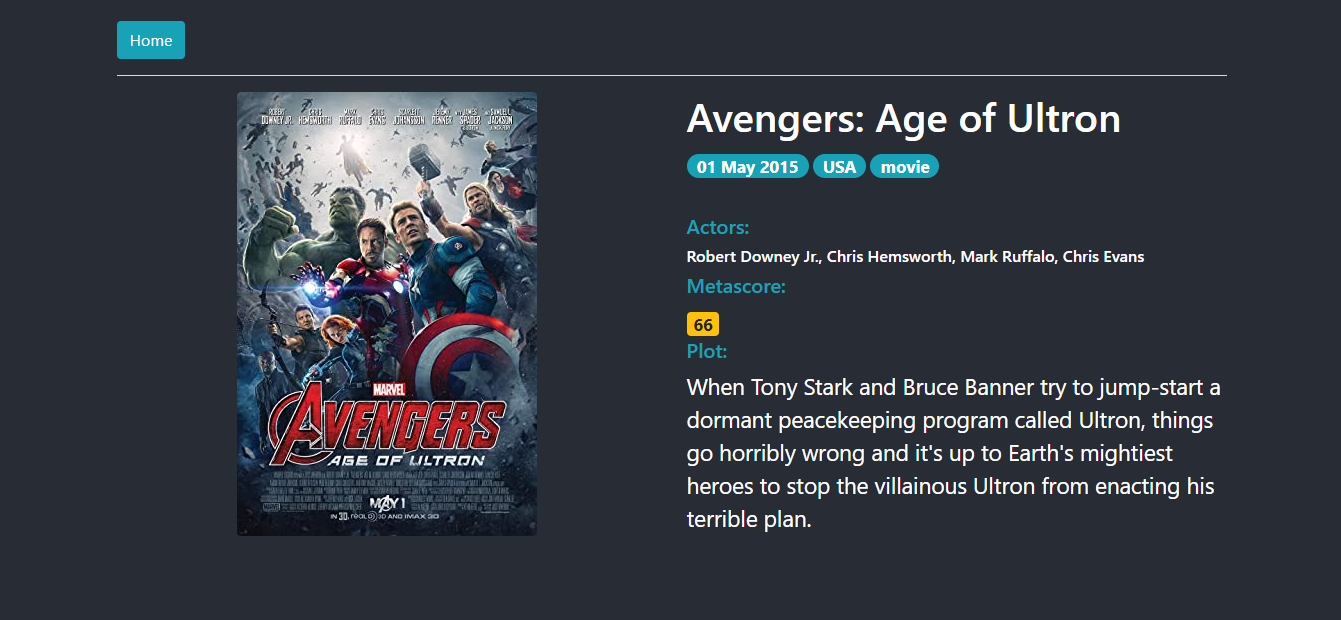 Home
ROBERT DOWNEY JR. CHRIS HEMSWORTH MARK RUFFALO CHRIS EVANS SCARLETT JOHANSSON JEREMY RENNER JAMES SPADER SAMUEL L. JACKSON
MARVEL
AVENGERS
AGE OF ULTRON
MAY 1
IN 3D, REAL D 3D AND IMAX 3D
Avengers: Age of Ultron
01 May 2015 USA movie
Actors:
Robert Downey Jr., Chris Hemsworth, Mark Ruffalo, Chris Evans
Metascore:
66
Plot:
When Tony Stark and Bruce Banner try to jump-start a
dormant peacekeeping program called Ultron, things
go horribly wrong and it's up to Earth's mightiest
heroes to stop the villainous Ultron from enacting his
terrible plan.